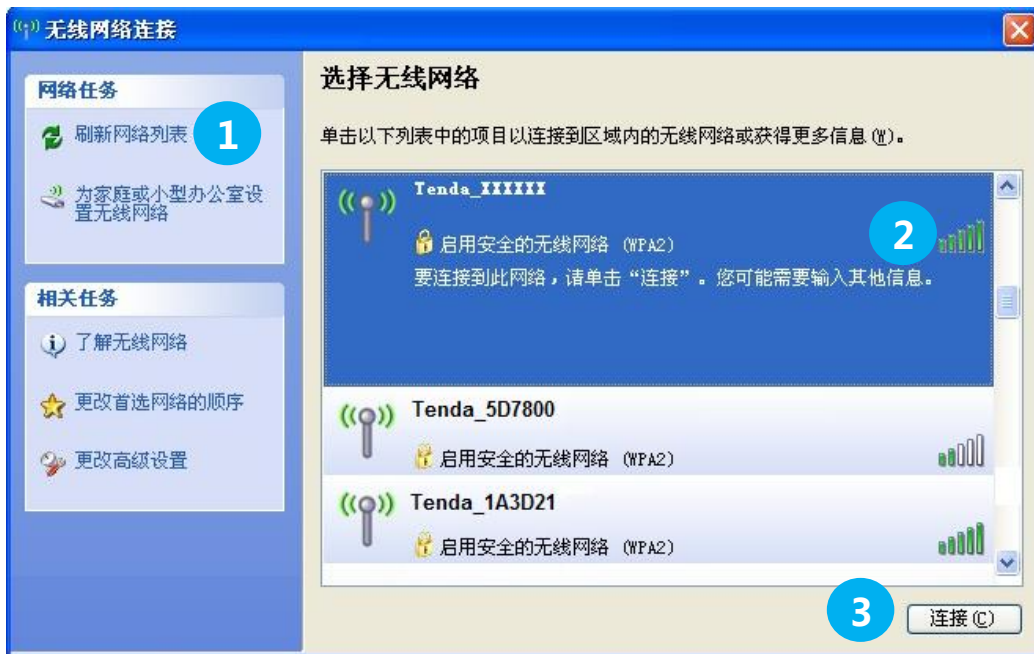 无线网络连接
网络任务
刷新网络列表
1
为家庭或小型办公室设
置无线网络
相关任务
了解无线网络
更改首选网络的顺序
更改高级设置
选择无线网络
单击以下列表中的项目以连接到区域内的无线网络或获得更多信息(W)。
Tenda_XXXXXX
启用安全的无线网络 (WPA2)
2
要连接到此网络，请单击“连接”。您可能需要输入其他信息。
Tenda_5D7800
启用安全的无线网络 (WPA2)
Tenda_1A3D21
启用安全的无线网络 (WPA2)
3
连接(C)